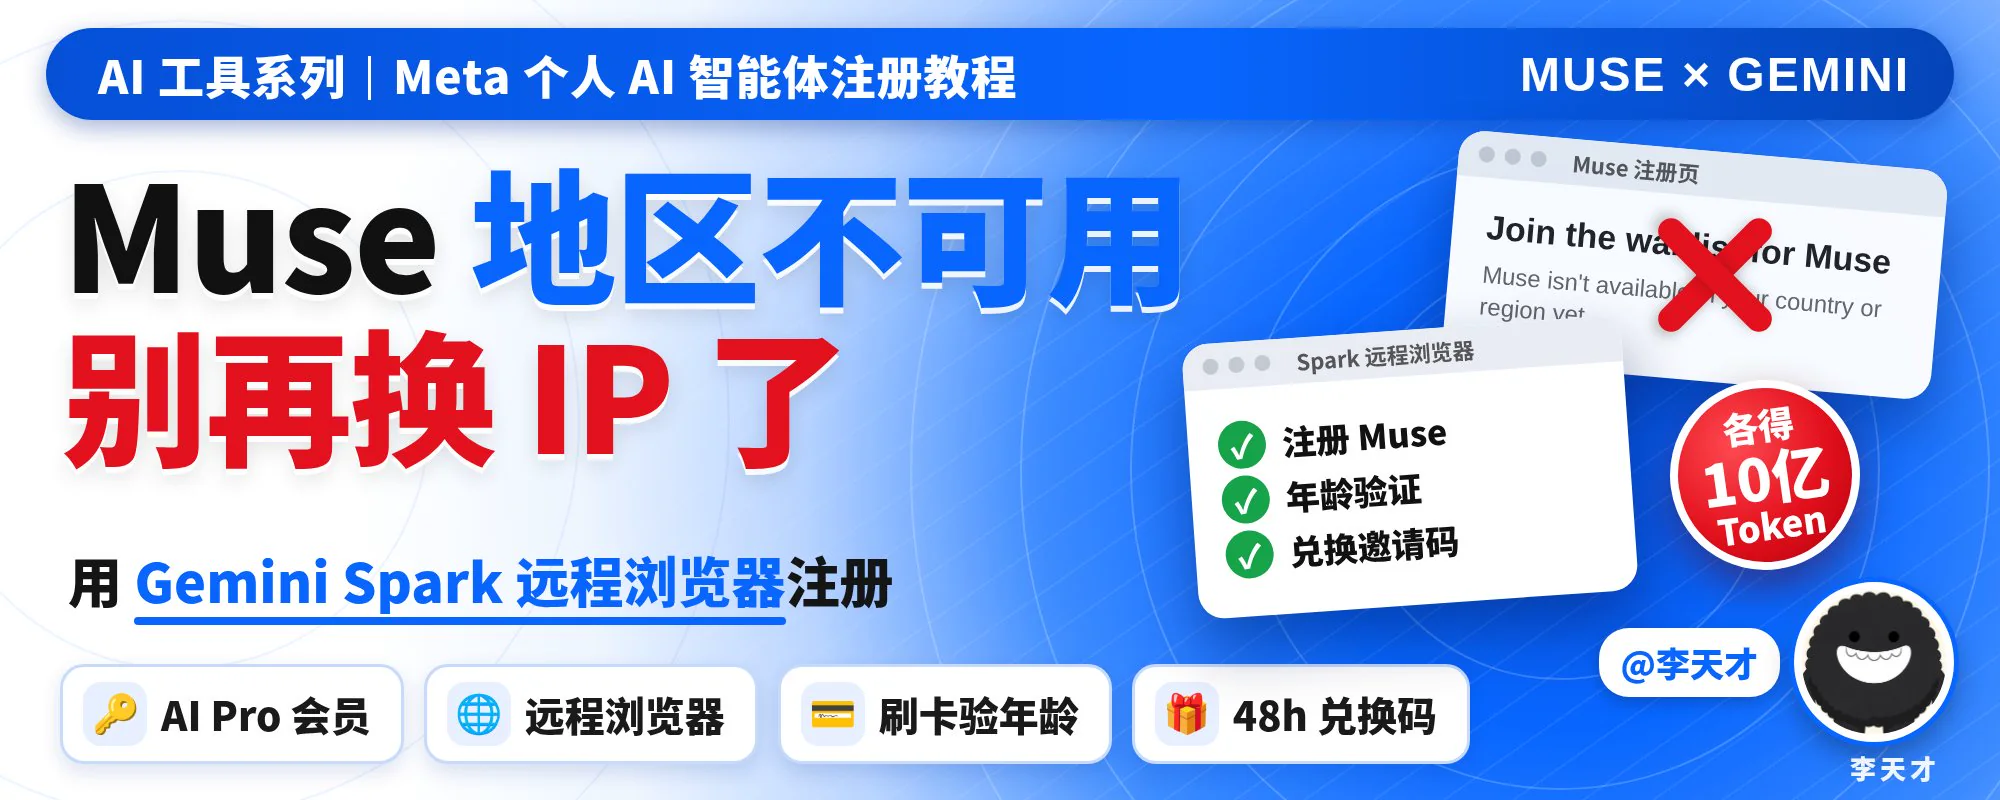 AI 工具系列｜Meta 个人 AI 智能体注册教程
MUSE × GEMINI
Muse 地区不可用
别再换 IP 了
用 Gemini Spark 远程浏览器注册
AI Pro 会员
远程浏览器
刷卡验年龄
48h 兑换码
Muse 注册页
Join the waitlist for Muse
Muse isn't available in your country or
region yet
Spark 远程浏览器
注册 Muse
年龄验证
兑换邀请码
各得
10亿
Token
@李天才
李天才